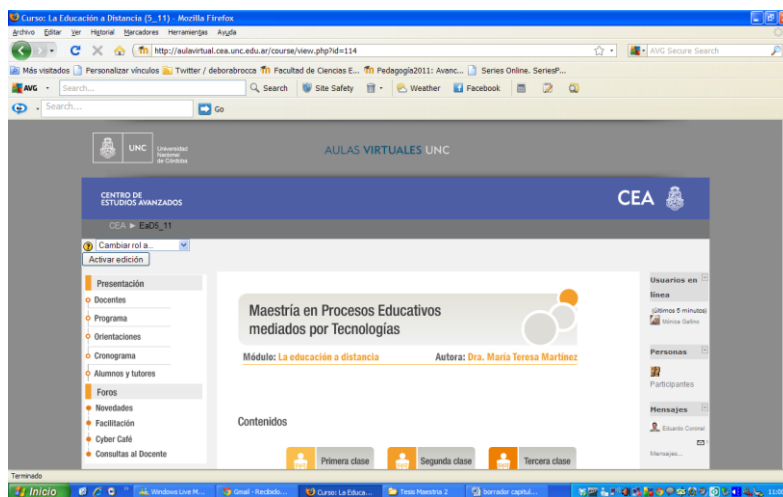 Curso: La Educación a Distancia (5_11) - Mozilla Firefox
Archivo Editar Ver Historial Marcadores Herramientas Ayuda
http://aulavirtual.cea.unc.edu.ar/course/view.php?id=114
AVG Secure Search
Más visitados Personalizar vínculos Twitter / deborabrocca Facultad de Ciencias E... Pedagogía2011: Avanc... Series Online. SeriesP...
AVG Search... Search Site Safety Weather Facebook
Search... Go
UNC Universidad Nacional de Córdoba
AULAS VIRTUALES UNC
CENTRO DE
ESTUDIOS AVANZADOS
CEA
CEA ► EaD5_11
Cambiar rol a...
Activar edición
Presentación
Docentes
Programa
Orientaciones
Cronograma
Alumnos y tutores
Foros
Novedades
Facilitación
Cyber Café
Consultas al Docente
Maestría en Procesos Educativos
mediados por Tecnologías
Módulo: La educación a distancia Autora: Dra. María Teresa Martínez
Contenidos
Primera clase Segunda clase Tercera clase
Usuarios en
línea
(últimos 5 minutos)
Mónica Gallino
Personas
Participantes
Mensajes
Eduardo Coronel
Mensajes...
Terminado
Inicio Windows Live M... Gmail - Recibido... Curso: La Educa... Tesis Maestria 2 borrador capitul...